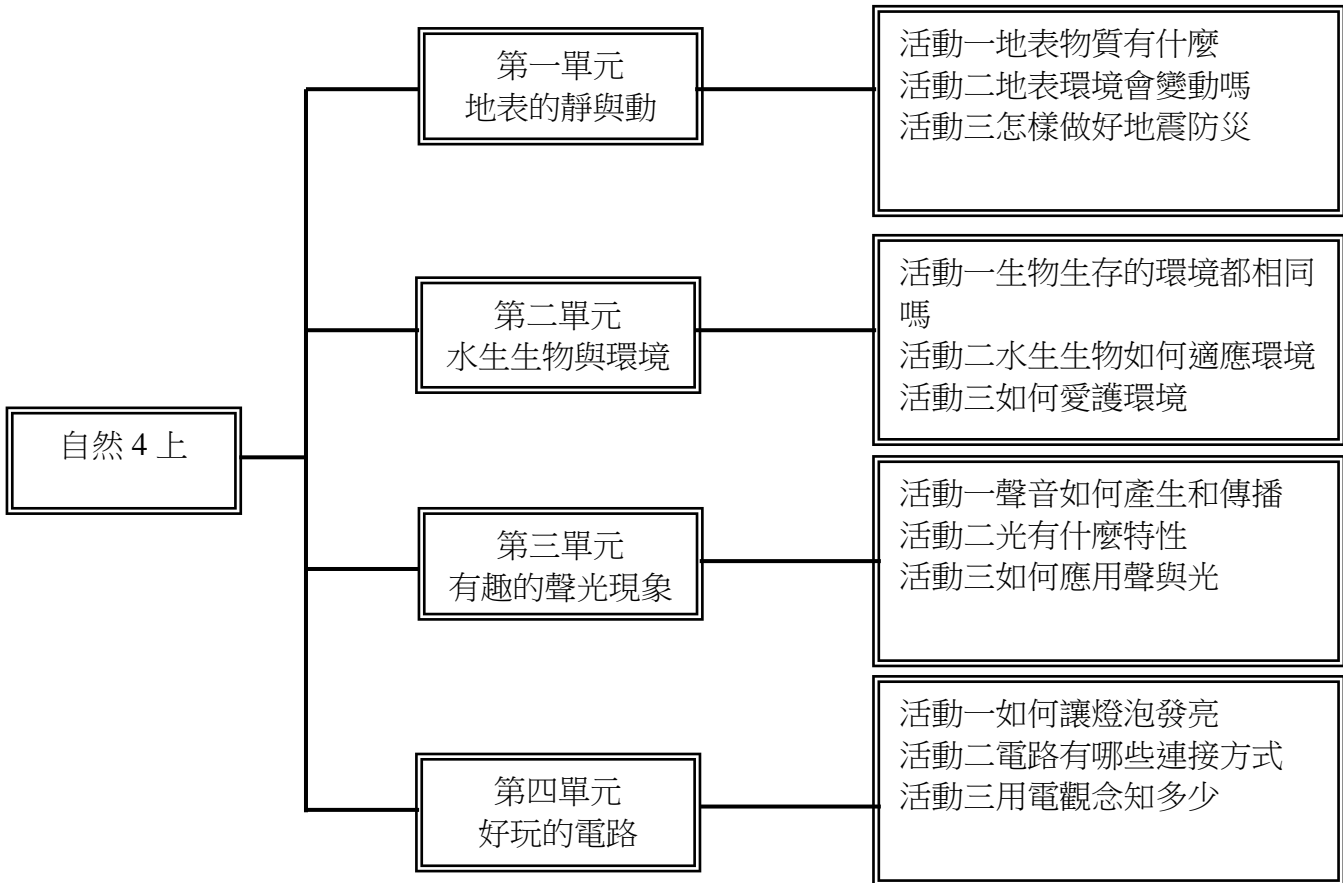 自然 4 上
第一單元
地表的靜與動
活動一地表物質有什麼
活動二地表環境會變動嗎
活動三怎樣做好地震防災
第二單元
水生生物與環境
活動一生物生存的環境都相同
嗎
活動二水生生物如何適應環境
活動三如何愛護環境
第三單元
有趣的聲光現象
活動一聲音如何產生和傳播
活動二光有什麼特性
活動三如何應用聲與光
第四單元
好玩的電路
活動一如何讓燈泡發亮
活動二電路有哪些連接方式
活動三用電觀念知多少